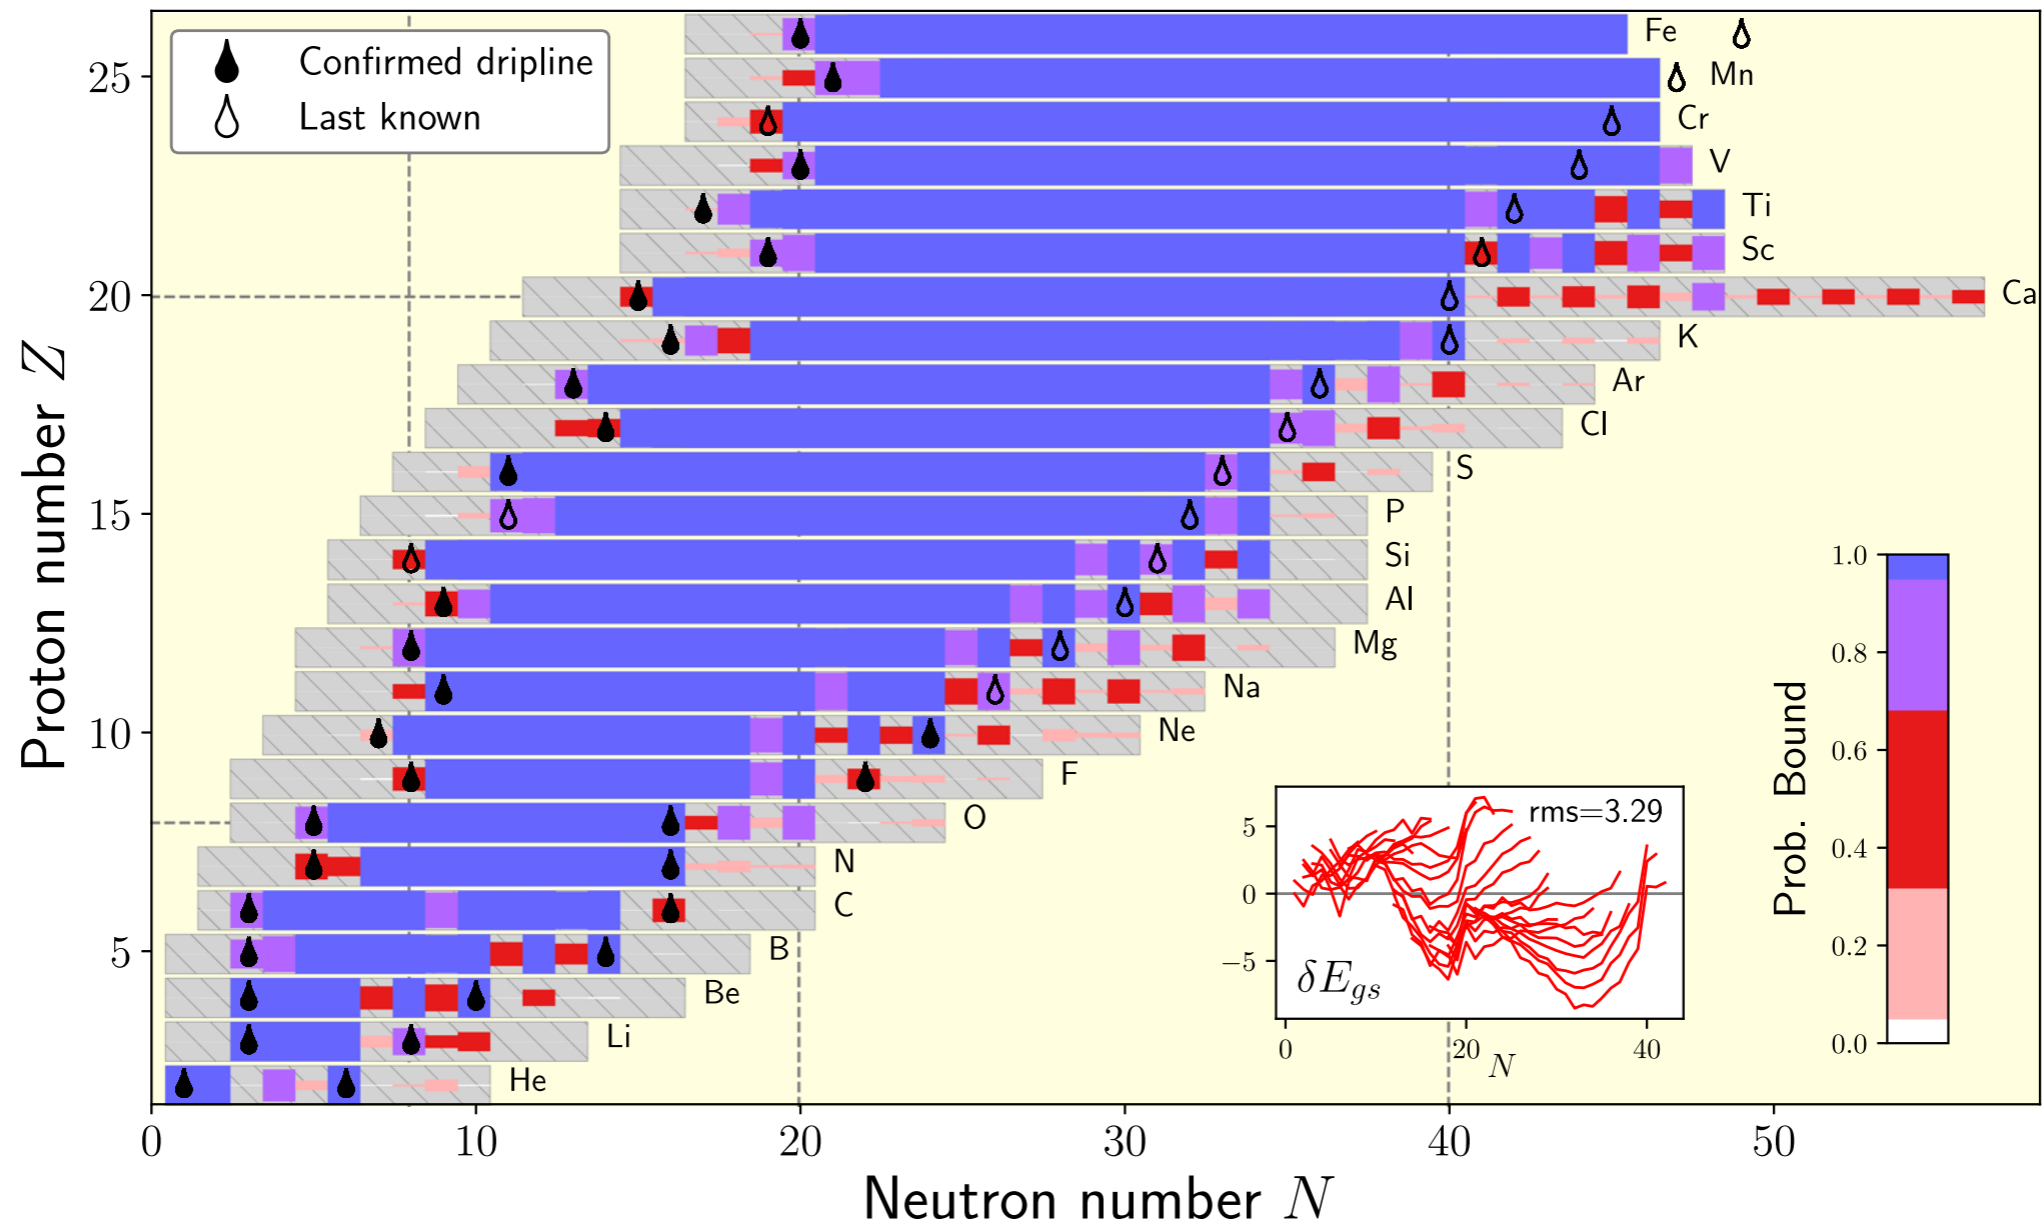 Confirmed dripline
Last known
Fe
Mn
Cr
V
Ti
Sc
Ca
K
Ar
Cl
S
P
Si
Al
Mg
Na
Ne
F
O
N
C
B
Be
Li
He
25
20
15
10
5
Proton number Z
0 10 20 30 40 50
Neutron number N
rms=3.29
5
0
−5
δE_gs
0 20 40
N
Prob. Bound
1.0
0.8
0.6
0.4
0.2
0.0